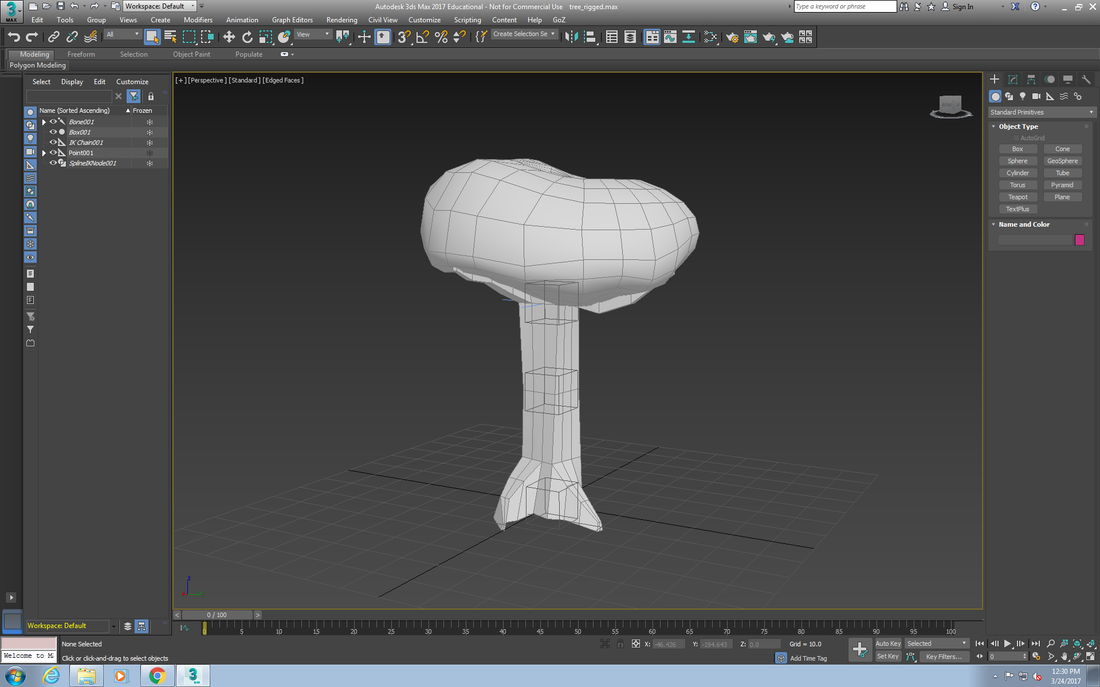 3
MAX
Workspace: Default
Autodesk 3ds Max 2017 Educational - Not for Commercial Use tree_rigged.max
Type a keyword or phrase
Sign In
Edit Tools Group Views Create Modifiers Animation Graph Editors Rendering Civil View Customize Scripting Content Help GoZ
All View Create Selection Se
Modeling Freeform Selection Object Paint Populate
Polygon Modeling
Select Display Edit Customize
Name (Sorted Ascending) ▲ Frozen
Bone001
Box001
IK Chain001
Point001
SplineIKNode001
[+] [Perspective] [Standard] [Edged Faces]
Standard Primitives
Object Type
AutoGrid
Box Cone
Sphere GeoSphere
Cylinder Tube
Torus Pyramid
Teapot Plane
TextPlus
Name and Color
< 0 / 100 >
0 5 10 15 20 25 30 35 40 45 50 55 60 65 70 75 80 85 90 95 100
Workspace: Default
None Selected
X: -46.426 Y: -194.643 Z: 0.0 Grid = 10.0
Auto Key Selected
Welcome to M
Click or click-and-drag to select objects
Add Time Tag
Set Key Key Filters...
0
12:30 PM
3/24/2017